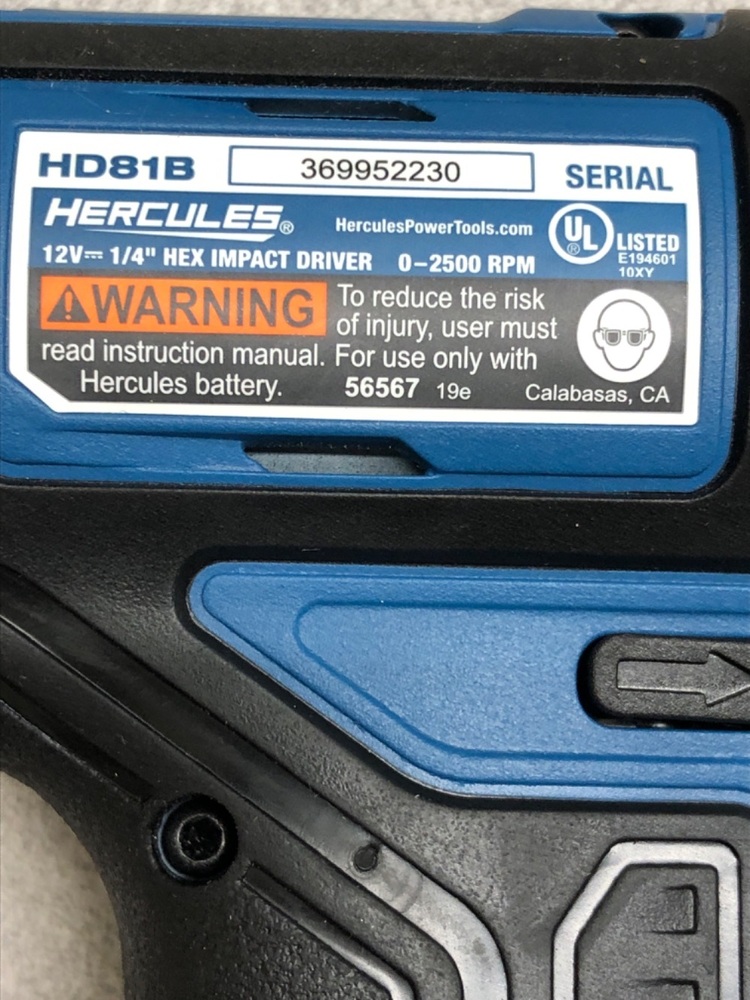 HD81B 369952230 SERIAL
HERCULES® HerculesPowerTools.com
UL® LISTED
E194601
10XY
12V⎓ 1/4" HEX IMPACT DRIVER 0–2500 RPM
⚠WARNING To reduce the risk
of injury, user must
read instruction manual. For use only with
Hercules battery. 56567 19e Calabasas, CA